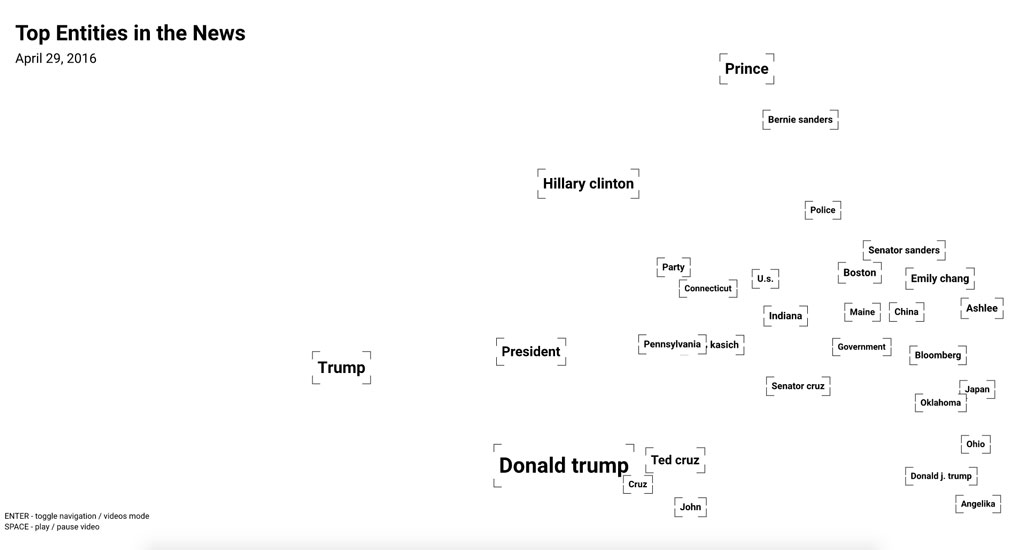 Top Entities in the News
April 29, 2016
Prince
Bernie sanders
Hillary clinton
Police
Senator sanders
Party
Boston
U.s.
Emily chang
Connecticut
Ashlee
Indiana
Maine
China
Pennsylvania
kasich
Government
President
Bloomberg
Trump
Senator cruz
Japan
Oklahoma
Ohio
Ted cruz
Donald trump
Donald j. trump
Cruz
Angelika
John
ENTER - toggle navigation / videos mode
SPACE - play / pause video